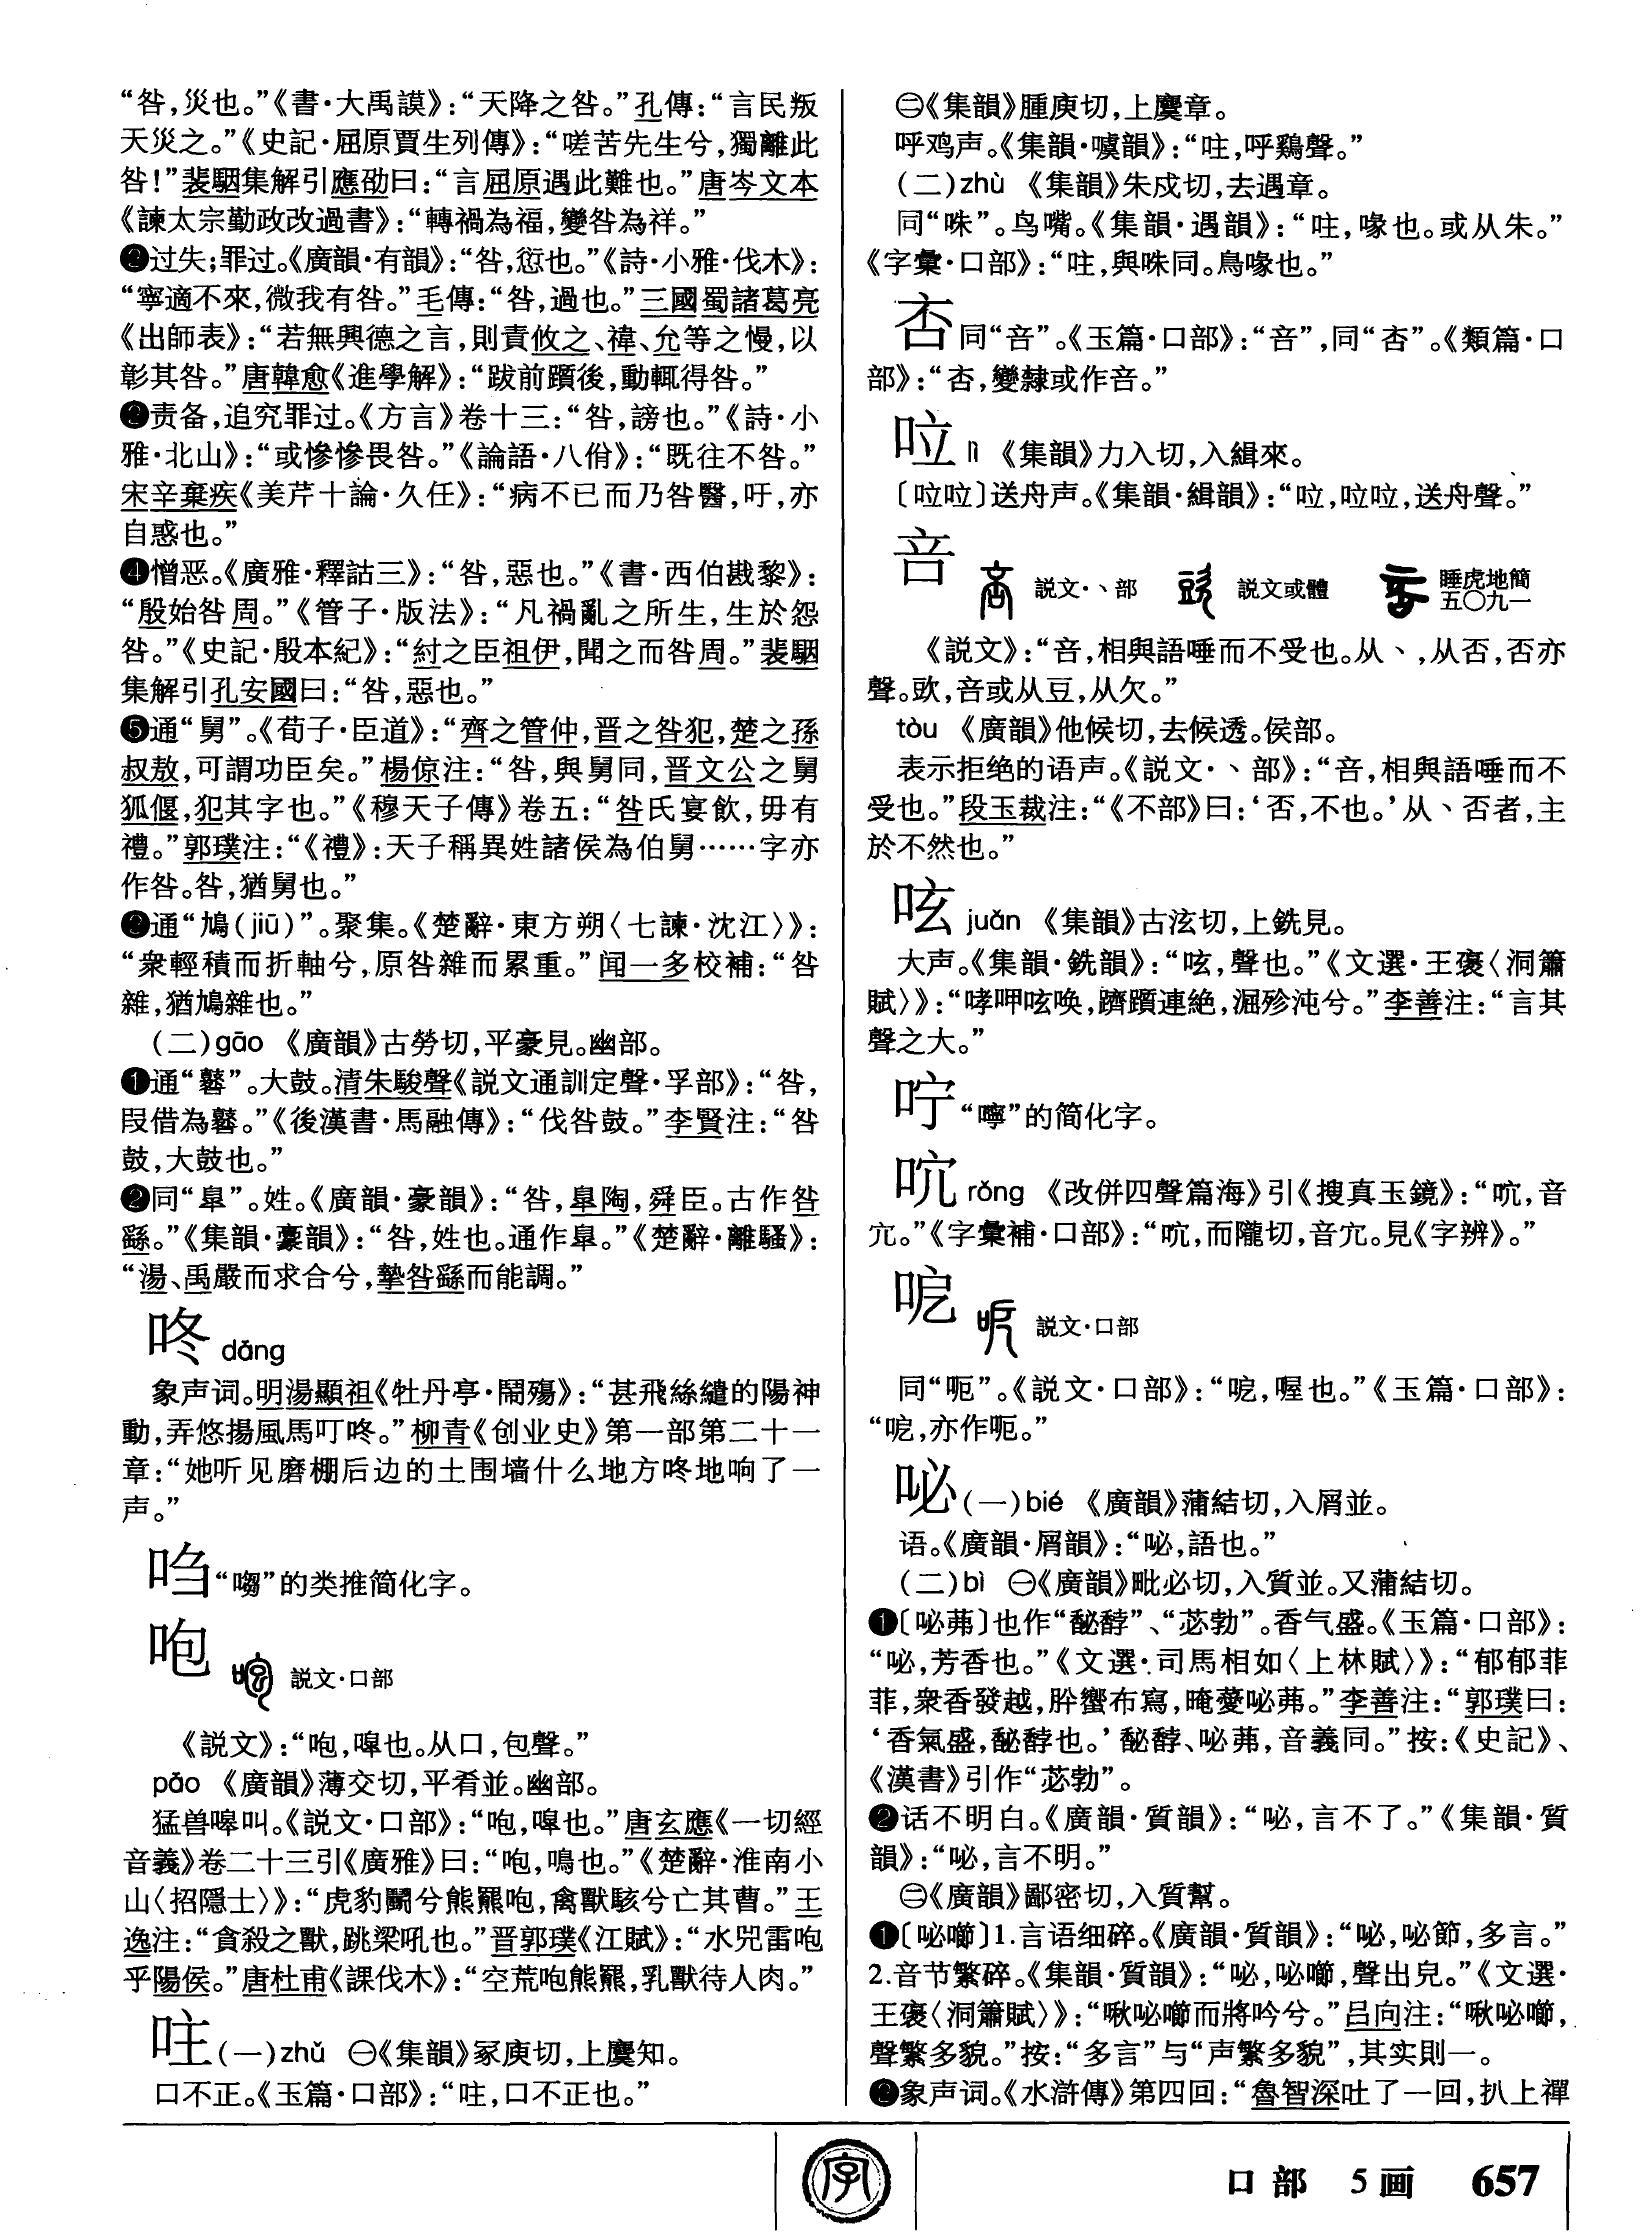 “咎，災也。”《書·大禹謨》：“天降之咎。”孔傳：“言民叛
天災之。”《史記·屈原賈生列傳》：“嗟苦先生兮，獨離此
咎！”裴駰集解引應劭曰：“言屈原遇此難也。”唐岑文本
《諫太宗勤政改過書》：“轉禍為福，變咎為祥。”
❷过失；罪过。《廣韻·有韻》：“咎，愆也。”《詩·小雅·伐木》：
“寧適不來，微我有咎。”毛傳：“咎，過也。”三國蜀諸葛亮
《出師表》：“若無興德之言，則責攸之、禕、允等之慢，以
彰其咎。”唐韓愈《進學解》：“跋前躓後，動輒得咎。”
❸责备，追究罪过。《方言》卷十三：“咎，謗也。”《詩·小
雅·北山》：“或慘慘畏咎。”《論語·八佾》：“既往不咎。”
宋辛棄疾《美芹十論·久任》：“病不已而乃咎醫，吁，亦
自惑也。”
❹憎恶。《廣雅·釋詁三》：“咎，惡也。”《書·西伯戡黎》：
“殷始咎周。”《管子·版法》：“凡禍亂之所生，生於怨
咎。”《史記·殷本紀》：“紂之臣祖伊，聞之而咎周。”裴駰
集解引孔安國曰：“咎，惡也。”
❺通“舅”。《荀子·臣道》：“齊之管仲，晋之咎犯，楚之孫
叔敖，可謂功臣矣。”楊倞注：“咎，與舅同，晋文公之舅
狐偃，犯其字也。”《穆天子傳》卷五：“咎氏宴飲，毋有
禮。”郭璞注：“《禮》：天子稱異姓諸侯為伯舅……字亦
作咎。咎，猶舅也。”
❻通“鳩(jiū)”。聚集。《楚辭·東方朔〈七諫·沈江〉》：
“衆輕積而折軸兮，原咎雜而累重。”闻一多校補：“咎
雜，猶鳩雜也。”
(二)gāo 《廣韻》古勞切，平豪見。幽部。
❶通“鼛”。大鼓。清朱駿聲《説文通訓定聲·孚部》：“咎，
叚借為鼛。”《後漢書·馬融傳》：“伐咎鼓。”李賢注：“咎
鼓，大鼓也。”
❷同“皋”。姓。《廣韻·豪韻》：“咎，皋陶，舜臣。古作咎
繇。”《集韻·豪韻》：“咎，姓也。通作皋。”《楚辭·離騷》：
“湯、禹嚴而求合兮，摯咎繇而能調。”
咚 dāng
象声词。明湯顯祖《牡丹亭·鬧殤》：“甚飛絲繾的陽神
動，弄悠揚風馬叮咚。”柳青《创业史》第一部第二十一
章：“她听见磨棚后边的土围墙什么地方咚地响了一
声。”
㕸“㗙”的类推简化字。
咆 説文·口部
《説文》：“咆，嘷也。从口，包聲。”
páo 《廣韻》薄交切，平肴並。幽部。
猛兽嗥叫。《説文·口部》：“咆，嘷也。”唐玄應《一切經
音義》卷二十三引《廣雅》曰：“咆，鳴也。”《楚辭·淮南小
山〈招隱士〉》：“虎豹鬭兮熊羆咆，禽獸駭兮亡其曹。”王
逸注：“貪殺之獸，跳梁吼也。”晋郭璞《江賦》：“水兕雷咆
乎陽侯。”唐杜甫《課伐木》：“空荒咆熊羆，乳獸待人肉。”
咗(一)zhǔ ㊀《集韻》冢庾切，上麌知。
口不正。《玉篇·口部》：“咗，口不正也。”
㊁《集韻》腫庾切，上麌章。
呼鸡声。《集韻·噳韻》：“咗，呼鷄聲。”
(二)zhù 《集韻》朱戍切，去遇章。
同“咮”。鸟嘴。《集韻·遇韻》：“咗，喙也。或从朱。”
《字彙·口部》：“咗，與咮同。鳥喙也。”
杏同“咅”。《玉篇·口部》：“咅”，同“杏”。《類篇·口
部》：“杏，變隸或作咅。”
㕸 lì 《集韻》力入切，入緝來。
〔㕸㕸〕送舟声。《集韻·緝韻》：“㕸，㕸㕸，送舟聲。”
咅 説文·丶部 説文或體 睡虎地簡
五〇九一
《説文》：“咅，相與語唾而不受也。从丶，从否，否亦
聲。㰯，咅或从豆，从欠。”
tòu 《廣韻》他候切，去候透。侯部。
表示拒绝的语声。《説文·丶部》：“咅，相與語唾而不
受也。”段玉裁注：“《不部》曰：‘否，不也。’从丶否者，主
於不然也。”
呟 juǎn 《集韻》古泫切，上銑見。
大声。《集韻·銑韻》：“呟，聲也。”《文選·王褒〈洞簫
賦〉》：“哮呷呟唤，躋躓連絶，淈殄沌兮。”李善注：“言其
聲之大。”
咛“嚀”的简化字。
㕴 rǒng 《改併四聲篇海》引《搜真玉鏡》：“㕴，音
宂。”《字彙補·口部》：“㕴，而隴切，音宂。見《字辨》。”
呝 説文·口部
同“呃”。《説文·口部》：“呝，喔也。”《玉篇·口部》：
“呝，亦作呃。”
咇(一)bié 《廣韻》蒲結切，入屑並。
语。《廣韻·屑韻》：“咇，語也。”
(二)bì ㊀《廣韻》毗必切，入質並。又蒲結切。
❶〔咇茀〕也作“馝馞”、“苾勃”。香气盛。《玉篇·口部》：
“咇，芳香也。”《文選·司馬相如〈上林賦〉》：“郁郁菲
菲，衆香發越，肸蠁布寫，晻薆咇茀。”李善注：“郭璞曰：
‘香氣盛，馝馞也。’馝馞、咇茀，音義同。”按：《史記》、
《漢書》引作“苾勃”。
❷话不明白。《廣韻·質韻》：“咇，言不了。”《集韻·質
韻》：“咇，言不明。”
㊁《廣韻》鄙密切，入質幫。
❶〔咇㘉〕1.言语细碎。《廣韻·質韻》：“咇，咇節，多言。”
2.音节繁碎。《集韻·質韻》：“咇，咇㘉，聲出皃。”《文選·
王褒〈洞簫賦〉》：“啾咇㘉而將吟兮。”吕向注：“啾咇㘉，
聲繁多貌。”按：“多言”与“声繁多貌”，其实則一。
❷象声词。《水滸傳》第四回：“魯智深吐了一回，扒上禪
字
口部 5画 657